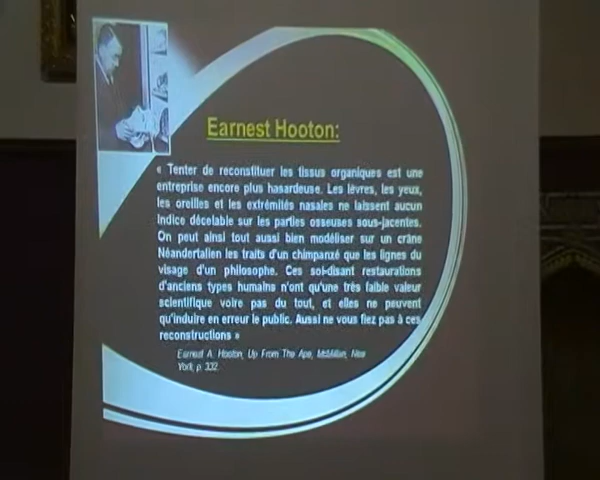 Earnest Hooton:
« Tenter de reconstituer les tissus organiques est une
entreprise encore plus hasardeuse. Les lèvres, les yeux,
les oreilles et les extrémités nasales ne laissent aucun
indice décelable sur les parties osseuses sous-jacentes.
On peut ainsi tout aussi bien modéliser sur un crâne
Néandertalien les traits d'un chimpanzé que les lignes du
visage d'un philosophe. Ces soi-disant restaurations
d'anciens types humains n'ont qu'une très faible valeur
scientifique voire pas du tout, et elles ne peuvent
qu'induire en erreur le public. Aussi ne vous fiez pas à ces
reconstructions »
Earnest A. Hooton, Up From The Ape, McMillan, New
York, p. 332.